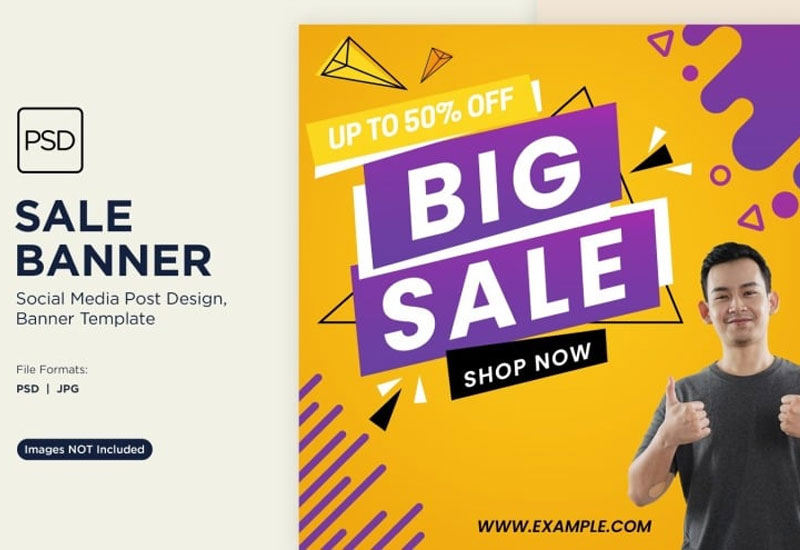 PSD
SALE
BANNER
Social Media Post Design,
Banner Template
File Formats:
PSD | JPG
Images NOT Included
UP TO 50% OFF
BIG
SALE
SHOP NOW
WWW.EXAMPLE.COM